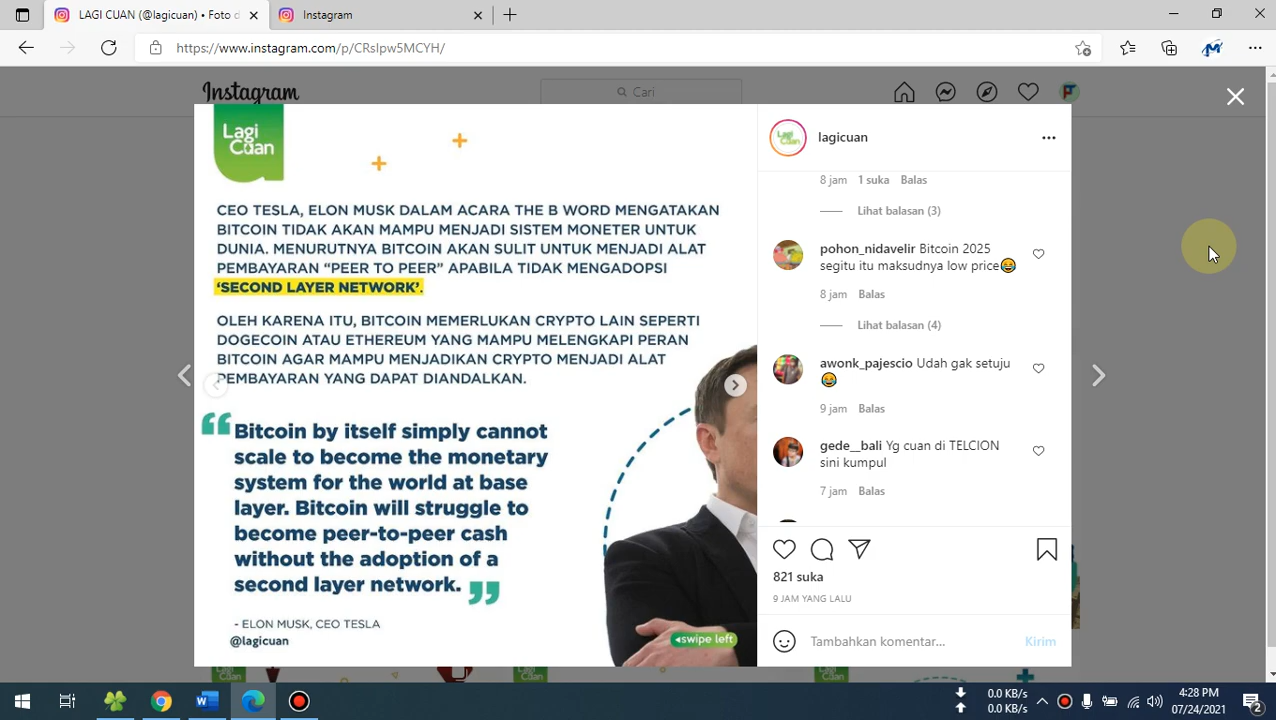 LAGI CUAN (@lagicuan) • Foto d
Instagram
https://www.instagram.com/p/CRsIpw5MCYH/
Instagram
Cari
Lagi
Cuan
CEO TESLA, ELON MUSK DALAM ACARA THE B WORD MENGATAKAN
BITCOIN TIDAK AKAN MAMPU MENJADI SISTEM MONETER UNTUK
DUNIA. MENURUTNYA BITCOIN AKAN SULIT UNTUK MENJADI ALAT
PEMBAYARAN “PEER TO PEER” APABILA TIDAK MENGADOPSI
‘SECOND LAYER NETWORK’.
OLEH KARENA ITU, BITCOIN MEMERLUKAN CRYPTO LAIN SEPERTI
DOGECOIN ATAU ETHEREUM YANG MAMPU MELENGKAPI PERAN
BITCOIN AGAR MAMPU MENJADIKAN CRYPTO MENJADI ALAT
PEMBAYARAN YANG DAPAT DIANDALKAN.
“Bitcoin by itself simply cannot
scale to become the monetary
system for the world at base
layer. Bitcoin will struggle to
become peer-to-peer cash
without the adoption of a
second layer network.”
- ELON MUSK, CEO TESLA
@lagicuan
swipe left
lagicuan
8 jam 1 suka Balas
Lihat balasan (3)
pohon_nidavelir Bitcoin 2025
segitu itu maksudnya low price😂
8 jam Balas
Lihat balasan (4)
awonk_pajescio Udah gak setuju
😂
9 jam Balas
gede__bali Yg cuan di TELCION
sini kumpul
7 jam Balas
821 suka
9 JAM YANG LALU
Tambahkan komentar... Kirim
0.0 KB/s
0.0 KB/s
4:28 PM
07/24/2021
2